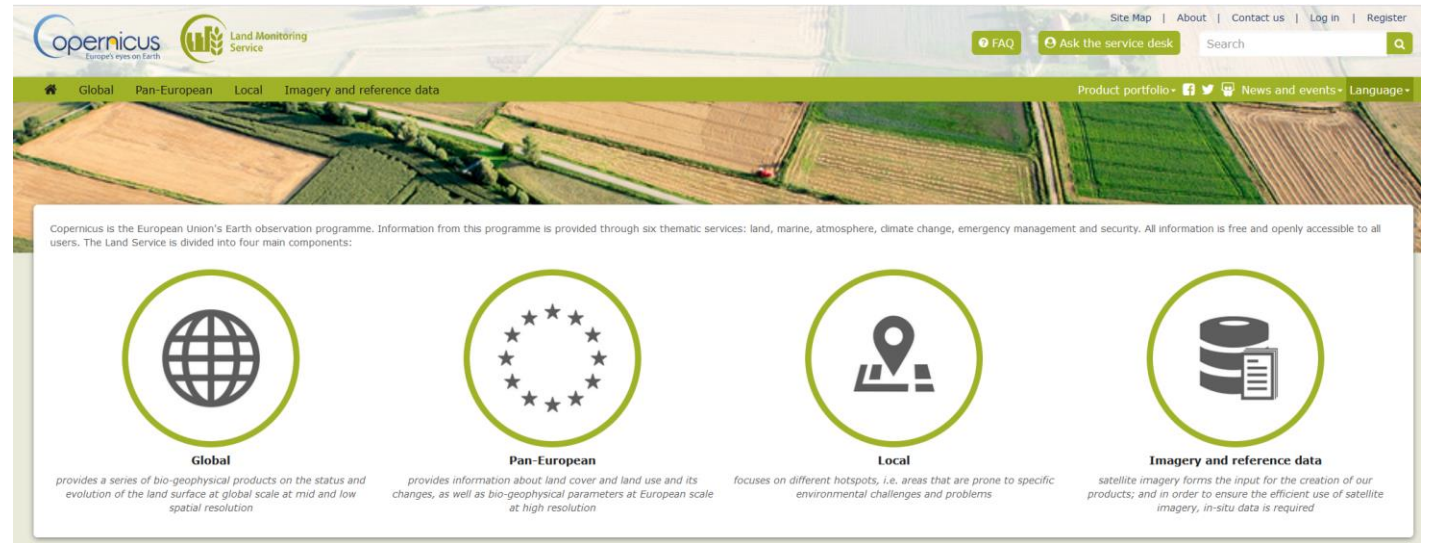 Site Map | About | Contact us | Log in | Register
opernicus
Europe's eyes on Earth
Land Monitoring
Service
FAQ
Ask the service desk
Search
Global Pan-European Local Imagery and reference data
Product portfolio News and events Language
Copernicus is the European Union's Earth observation programme. Information from this programme is provided through six thematic services: land, marine, atmosphere, climate change, emergency management and security. All information is free and openly accessible to all
users. The Land Service is divided into four main components:
Global
provides a series of bio-geophysical products on the status and
evolution of the land surface at global scale at mid and low
spatial resolution
Pan-European
provides information about land cover and land use and its
changes, as well as bio-geophysical parameters at European scale
at high resolution
Local
focuses on different hotspots, i.e. areas that are prone to specific
environmental challenges and problems
Imagery and reference data
satellite imagery forms the input for the creation of our
products; and in order to ensure the efficient use of satellite
imagery, in-situ data is required